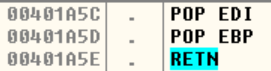 00401A5C . POP EDI
00401A5D . POP EBP
00401A5E . RETN